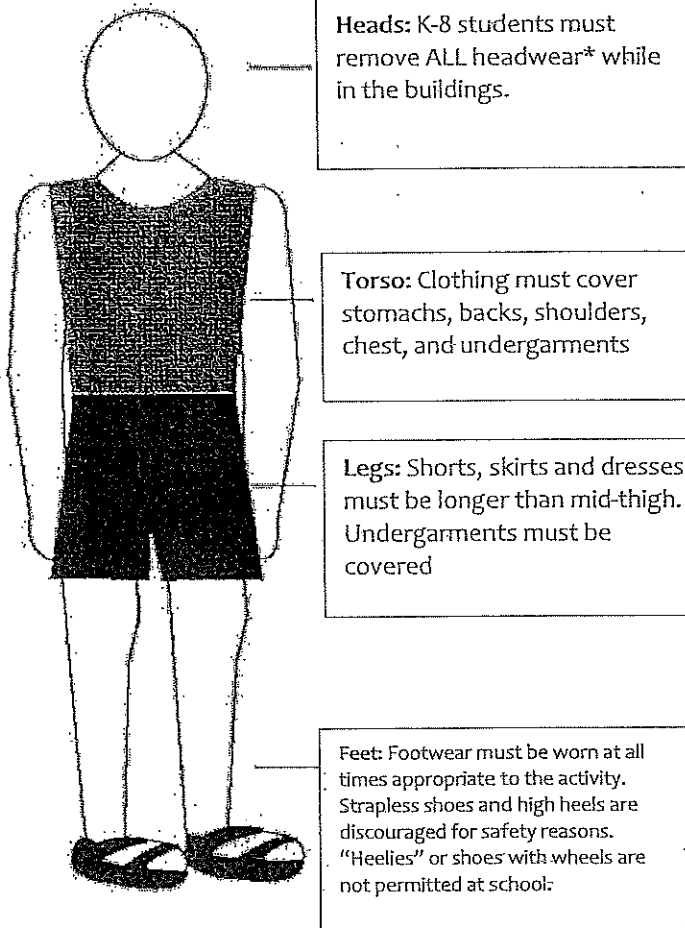 Heads: K-8 students must
remove ALL headwear* while
in the buildings.
Torso: Clothing must cover
stomachs, backs, shoulders,
chest, and undergarments
Legs: Shorts, skirts and dresses
must be longer than mid-thigh.
Undergarments must be
covered
Feet: Footwear must be worn at all
times appropriate to the activity.
Strapless shoes and high heels are
discouraged for safety reasons.
"Heelies" or shoes with wheels are
not permitted at school.